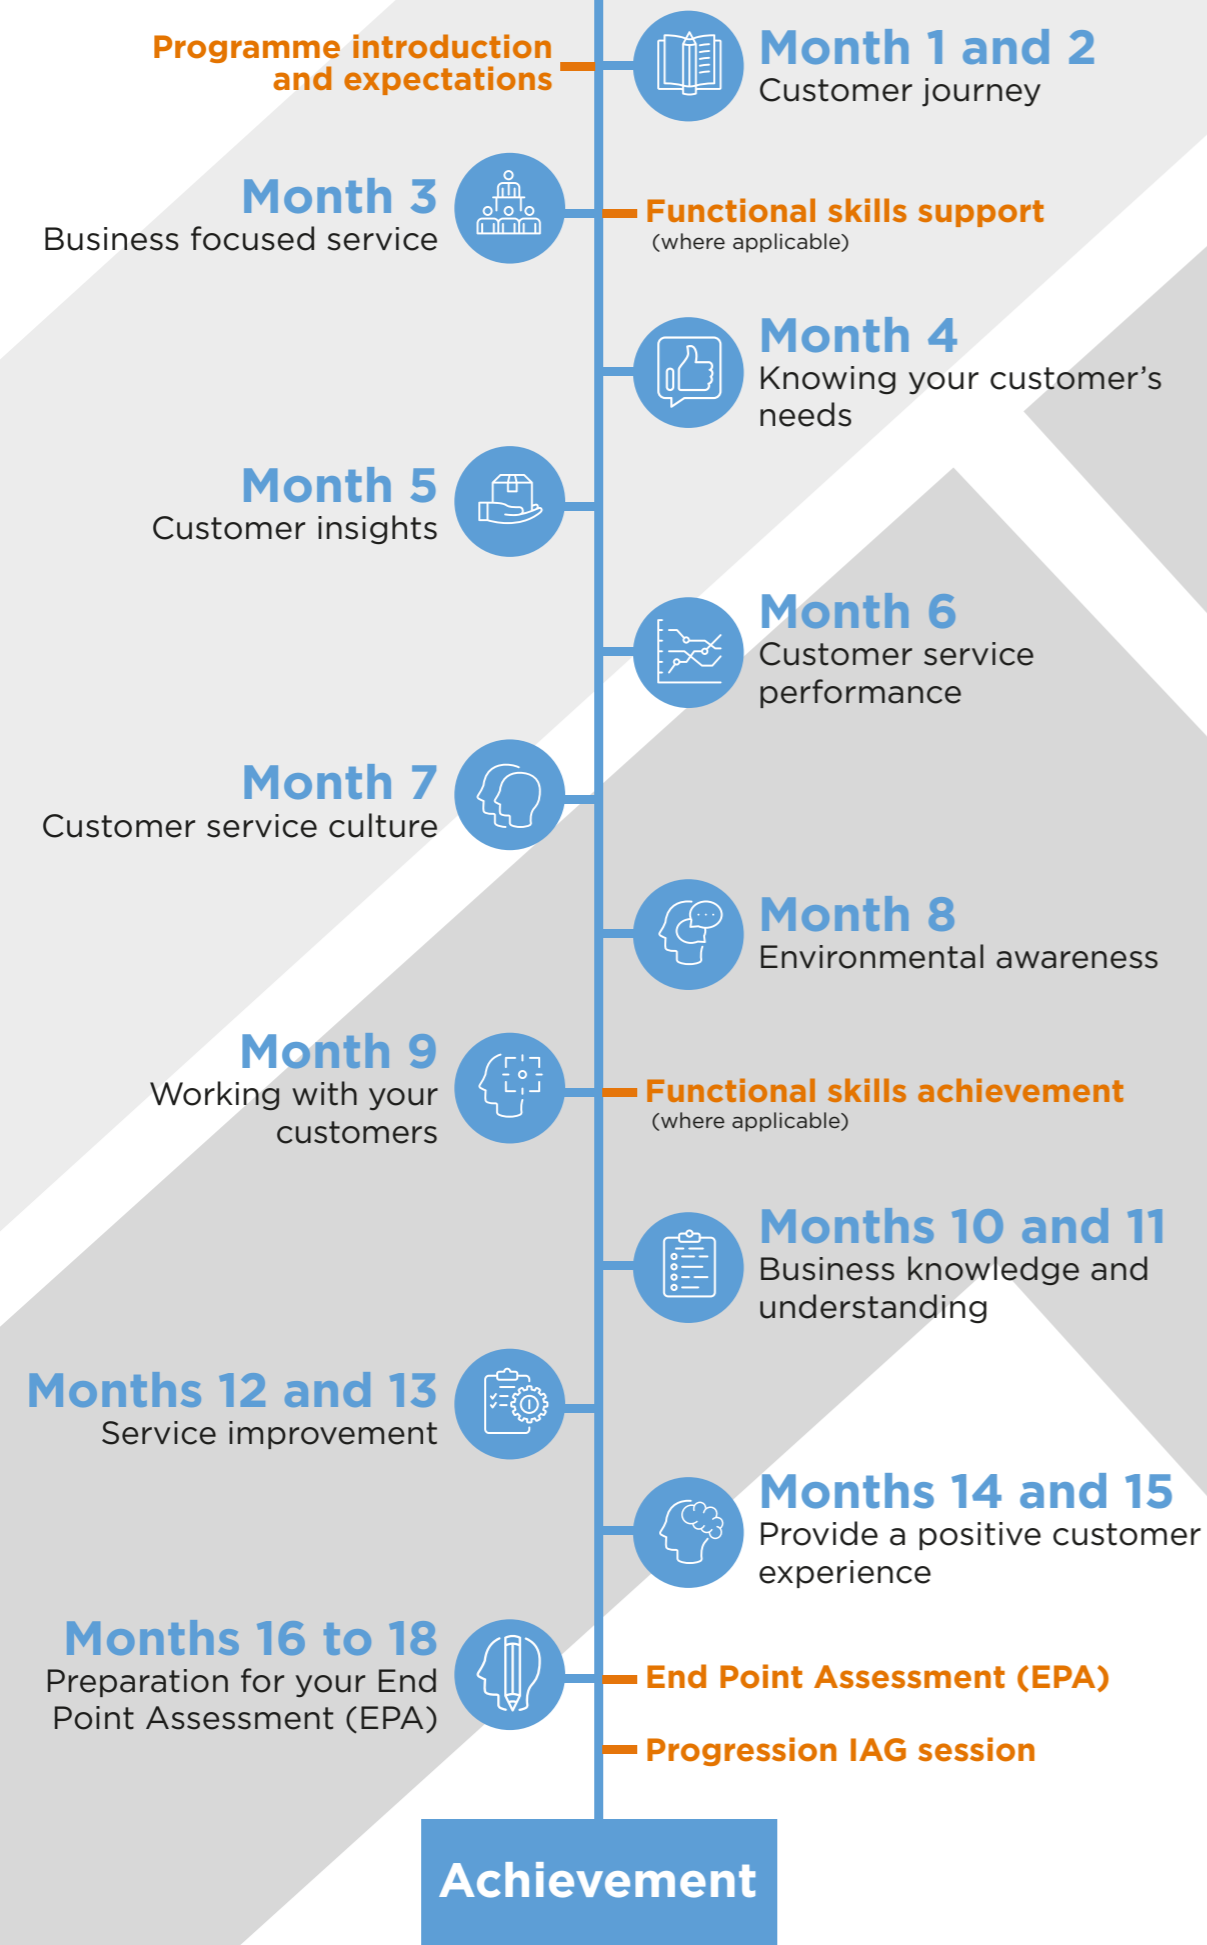 Programme introduction
and expectations
Month 1 and 2
Customer journey
Month 3
Business focused service
Functional skills support
(where applicable)
Month 4
Knowing your customer’s
needs
Month 5
Customer insights
Month 6
Customer service
performance
Month 7
Customer service culture
Month 8
Environmental awareness
Month 9
Working with your
customers
Functional skills achievement
(where applicable)
Months 10 and 11
Business knowledge and
understanding
Months 12 and 13
Service improvement
Months 14 and 15
Provide a positive customer
experience
Months 16 to 18
Preparation for your End
Point Assessment (EPA)
End Point Assessment (EPA)
Progression IAG session
Achievement